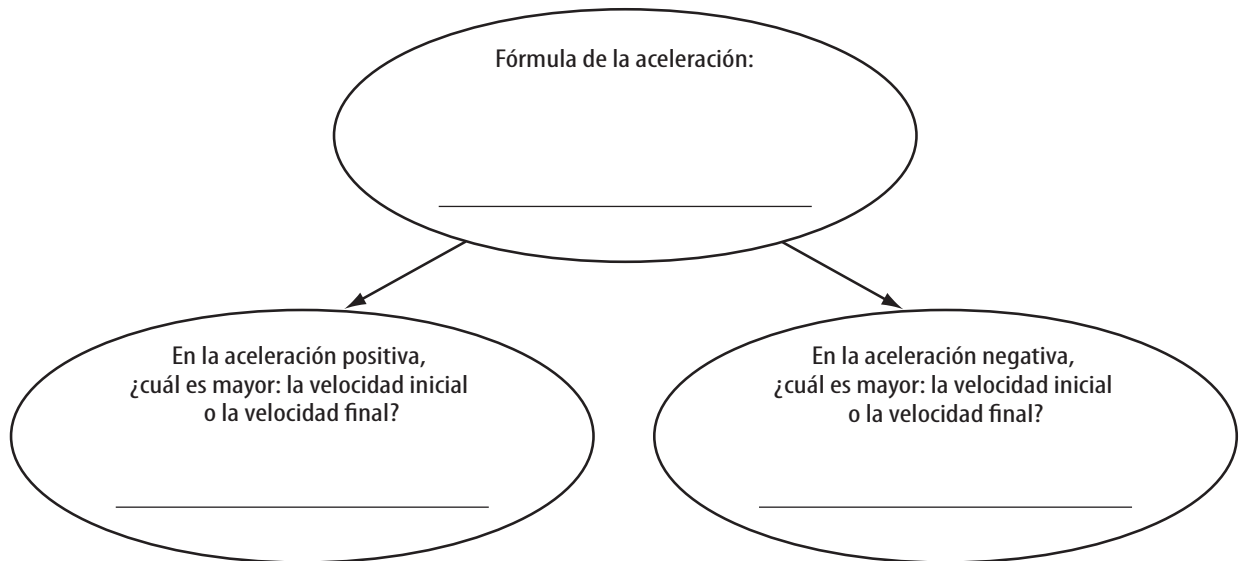 Fórmula de la aceleración:
En la aceleración positiva,
¿cuál es mayor: la velocidad inicial
o la velocidad final?
En la aceleración negativa,
¿cuál es mayor: la velocidad inicial
o la velocidad final?